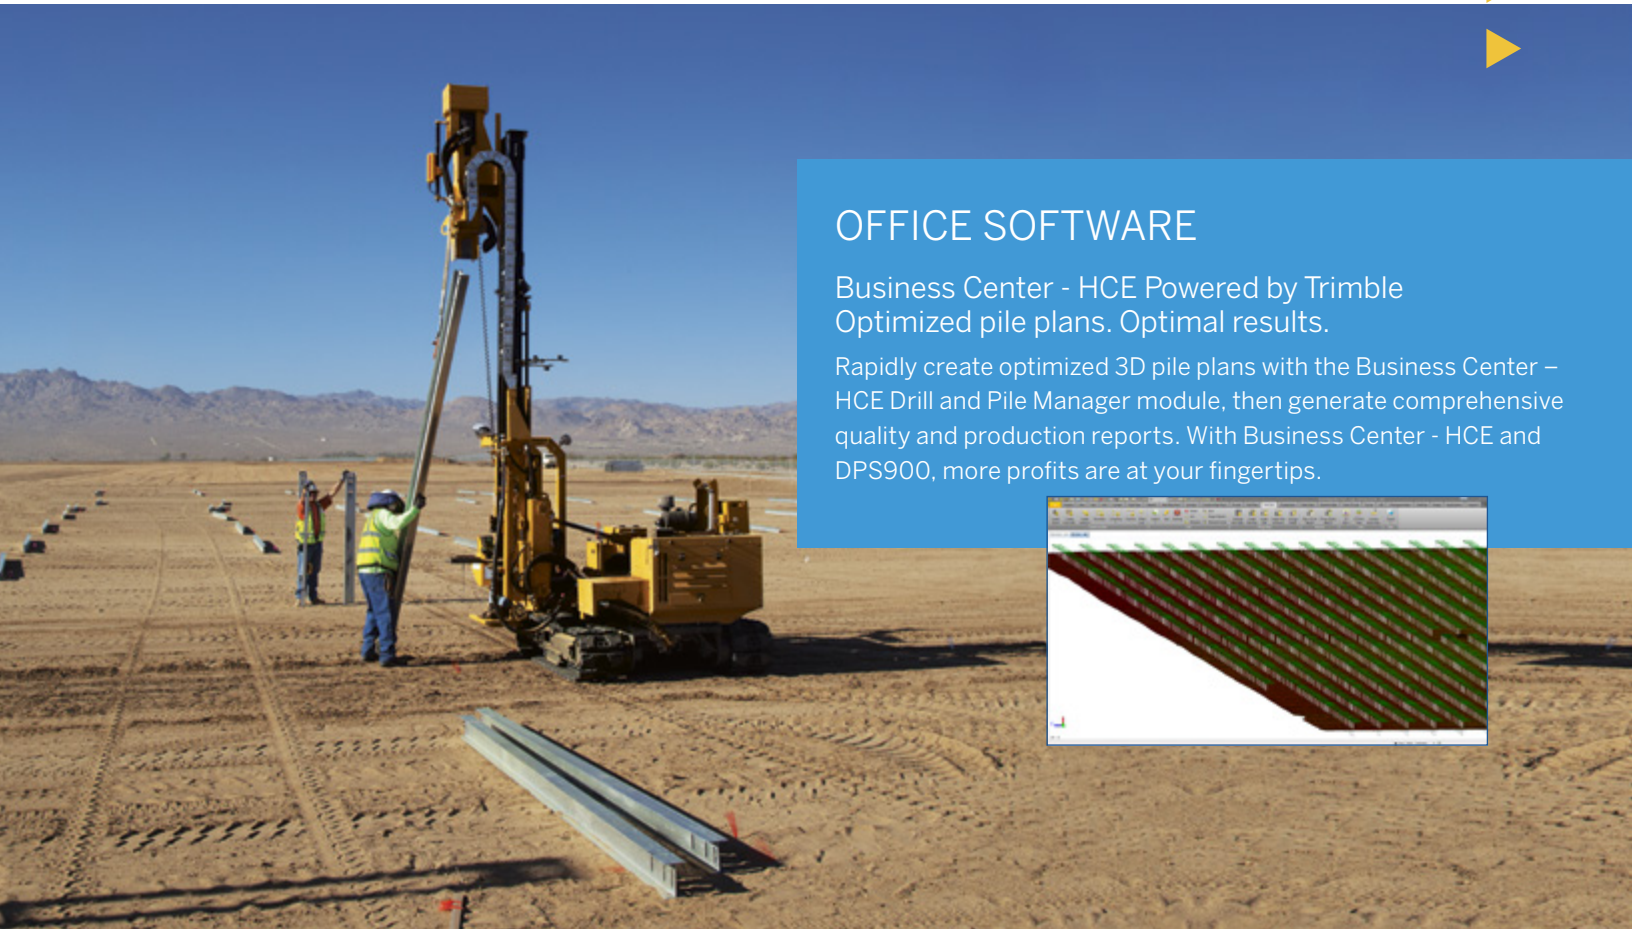 OFFICE SOFTWARE
Business Center - HCE Powered by Trimble
Optimized pile plans. Optimal results.
Rapidly create optimized 3D pile plans with the Business Center –
HCE Drill and Pile Manager module, then generate comprehensive
quality and production reports. With Business Center - HCE and
DPS900, more profits are at your fingertips.